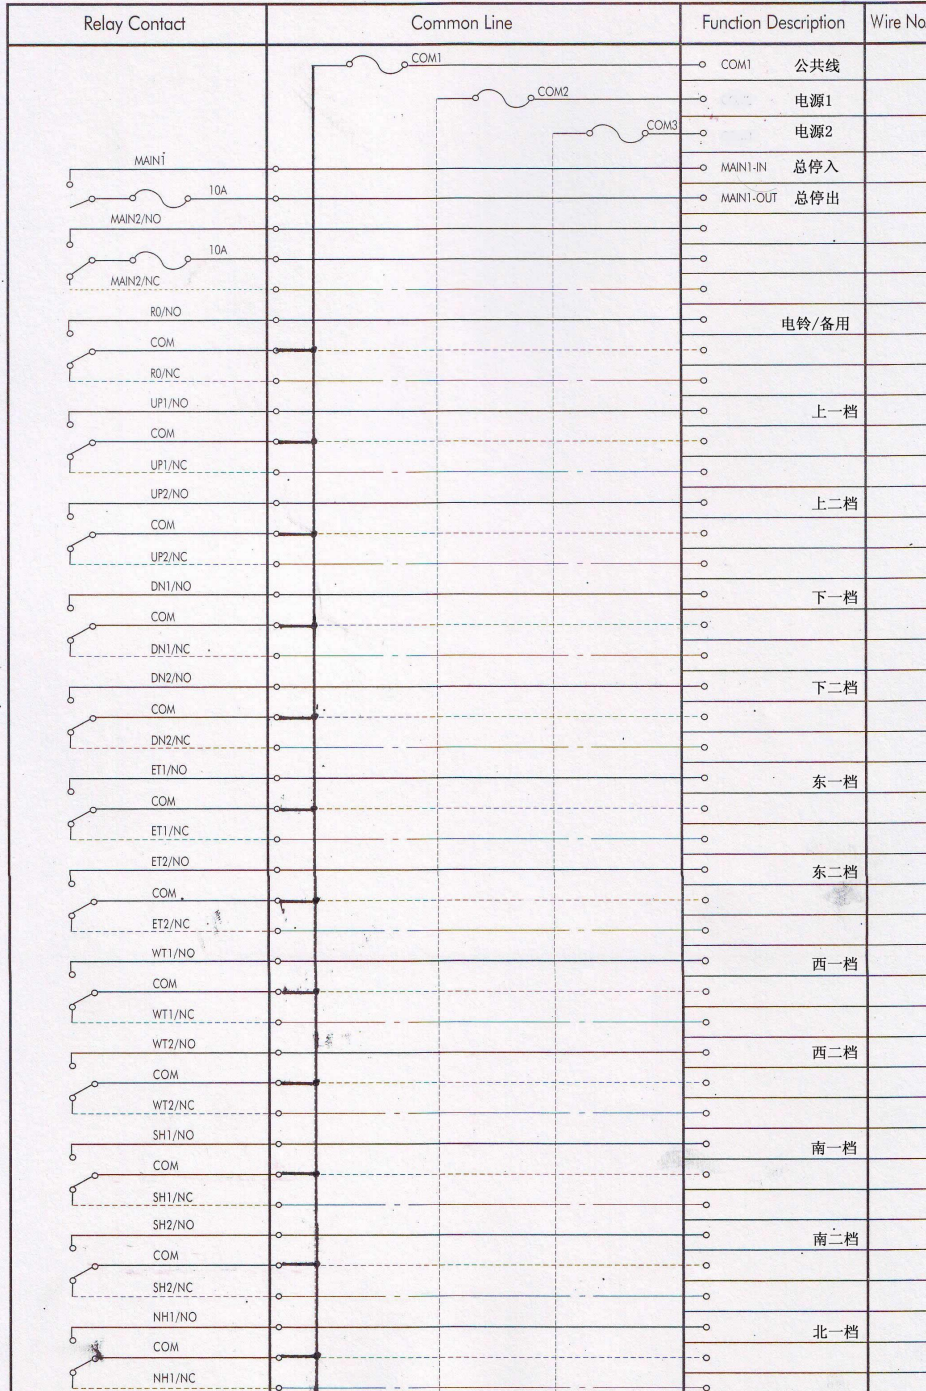 Relay Contact Common Line Function Description Wire No.
COM1 COM1 公共线
COM2 电源1
COM3 电源2
MAIN1 MAIN1-IN 总停入
10A MAIN1-OUT 总停出
MAIN2/NO
10A
MAIN2/NC
R0/NO 电铃/备用
COM
R0/NC
UP1/NO 上一档
COM
UP1/NC
UP2/NO 上二档
COM
UP2/NC
DN1/NO 下一档
COM
DN1/NC
DN2/NO 下二档
COM
DN2/NC
ET1/NO 东一档
COM
ET1/NC
ET2/NO 东二档
COM
ET2/NC
WT1/NO 西一档
COM
WT1/NC
WT2/NO 西二档
COM
WT2/NC
SH1/NO 南一档
COM
SH1/NC
SH2/NO 南二档
COM
SH2/NC
NH1/NO 北一档
COM
NH1/NC